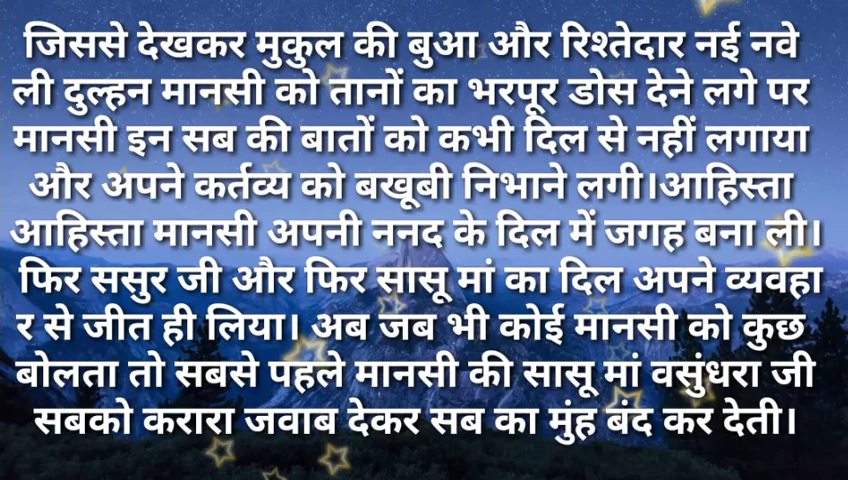 जिससे देखकर मुकुल की बुआ और रिश्तेदार नई नवे
ली दुल्हन मानसी को तानों का भरपूर डोस देने लगे पर
मानसी इन सब की बातों को कभी दिल से नहीं लगाया
और अपने कर्तव्य को बखूबी निभाने लगी।आहिस्ता
आहिस्ता मानसी अपनी ननद के दिल में जगह बना ली।
फिर ससुर जी और फिर सासू मां का दिल अपने व्यवहा
र से जीत ही लिया। अब जब भी कोई मानसी को कुछ
बोलता तो सबसे पहले मानसी की सासू मां वसुंधरा जी
सबको करारा जवाब देकर सब का मुंह बंद कर देती।